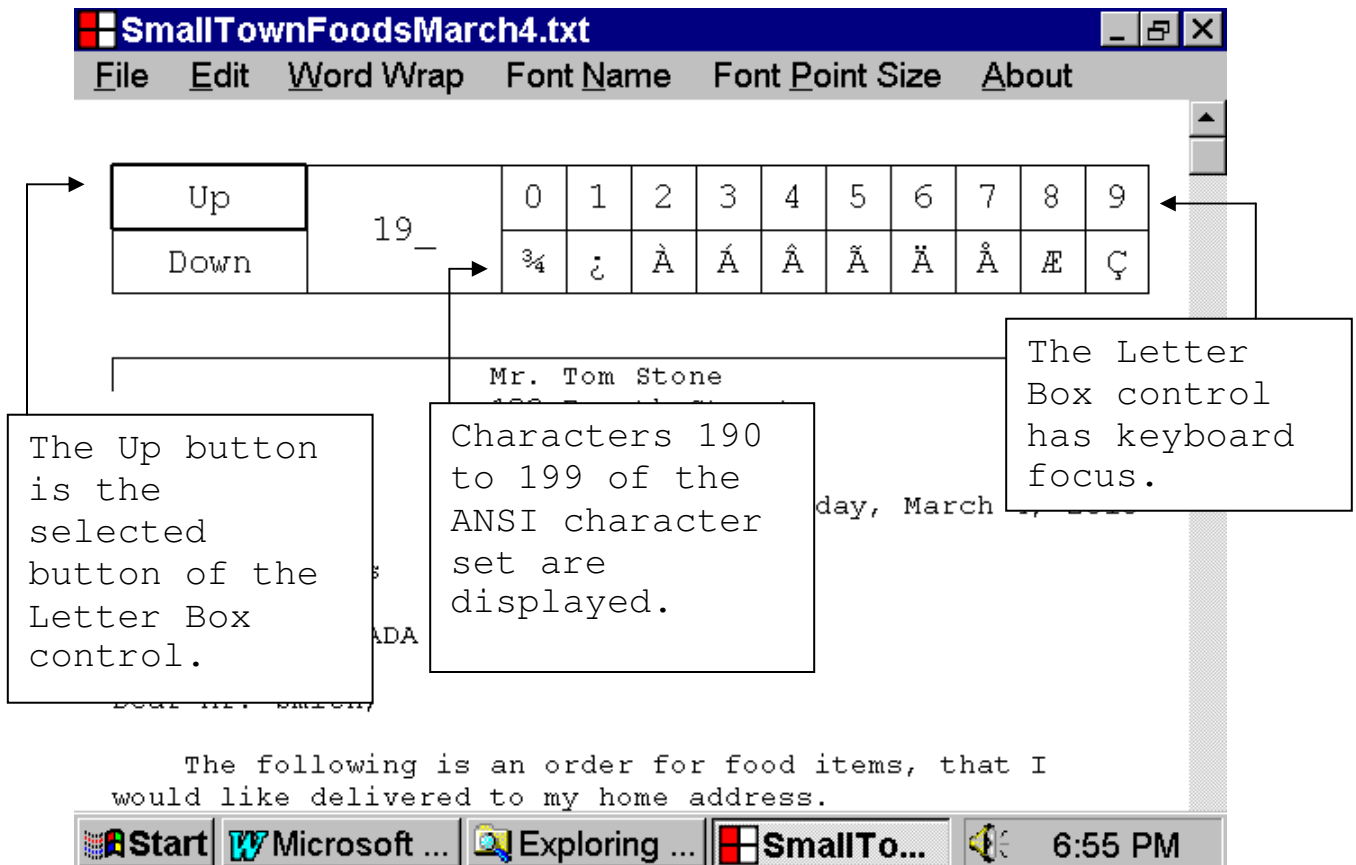 SmallTownFoodsMarch4.txt
File Edit Word Wrap Font Name Font Point Size About
Up 19_ 0 1 2 3 4 5 6 7 8 9
Down ¾ ¿ À Á Â Ã Ä Å Æ Ç
Mr. Tom Stone
The Letter
Box control
has keyboard
focus.
Characters 190
to 199 of the
ANSI character
set are
displayed.
The Up button
is the
selected
button of the
Letter Box
control.
day, March
ADA
The following is an order for food items, that I
would like delivered to my home address.
Start Microsoft ... Exploring ... SmallTo... 6:55 PM